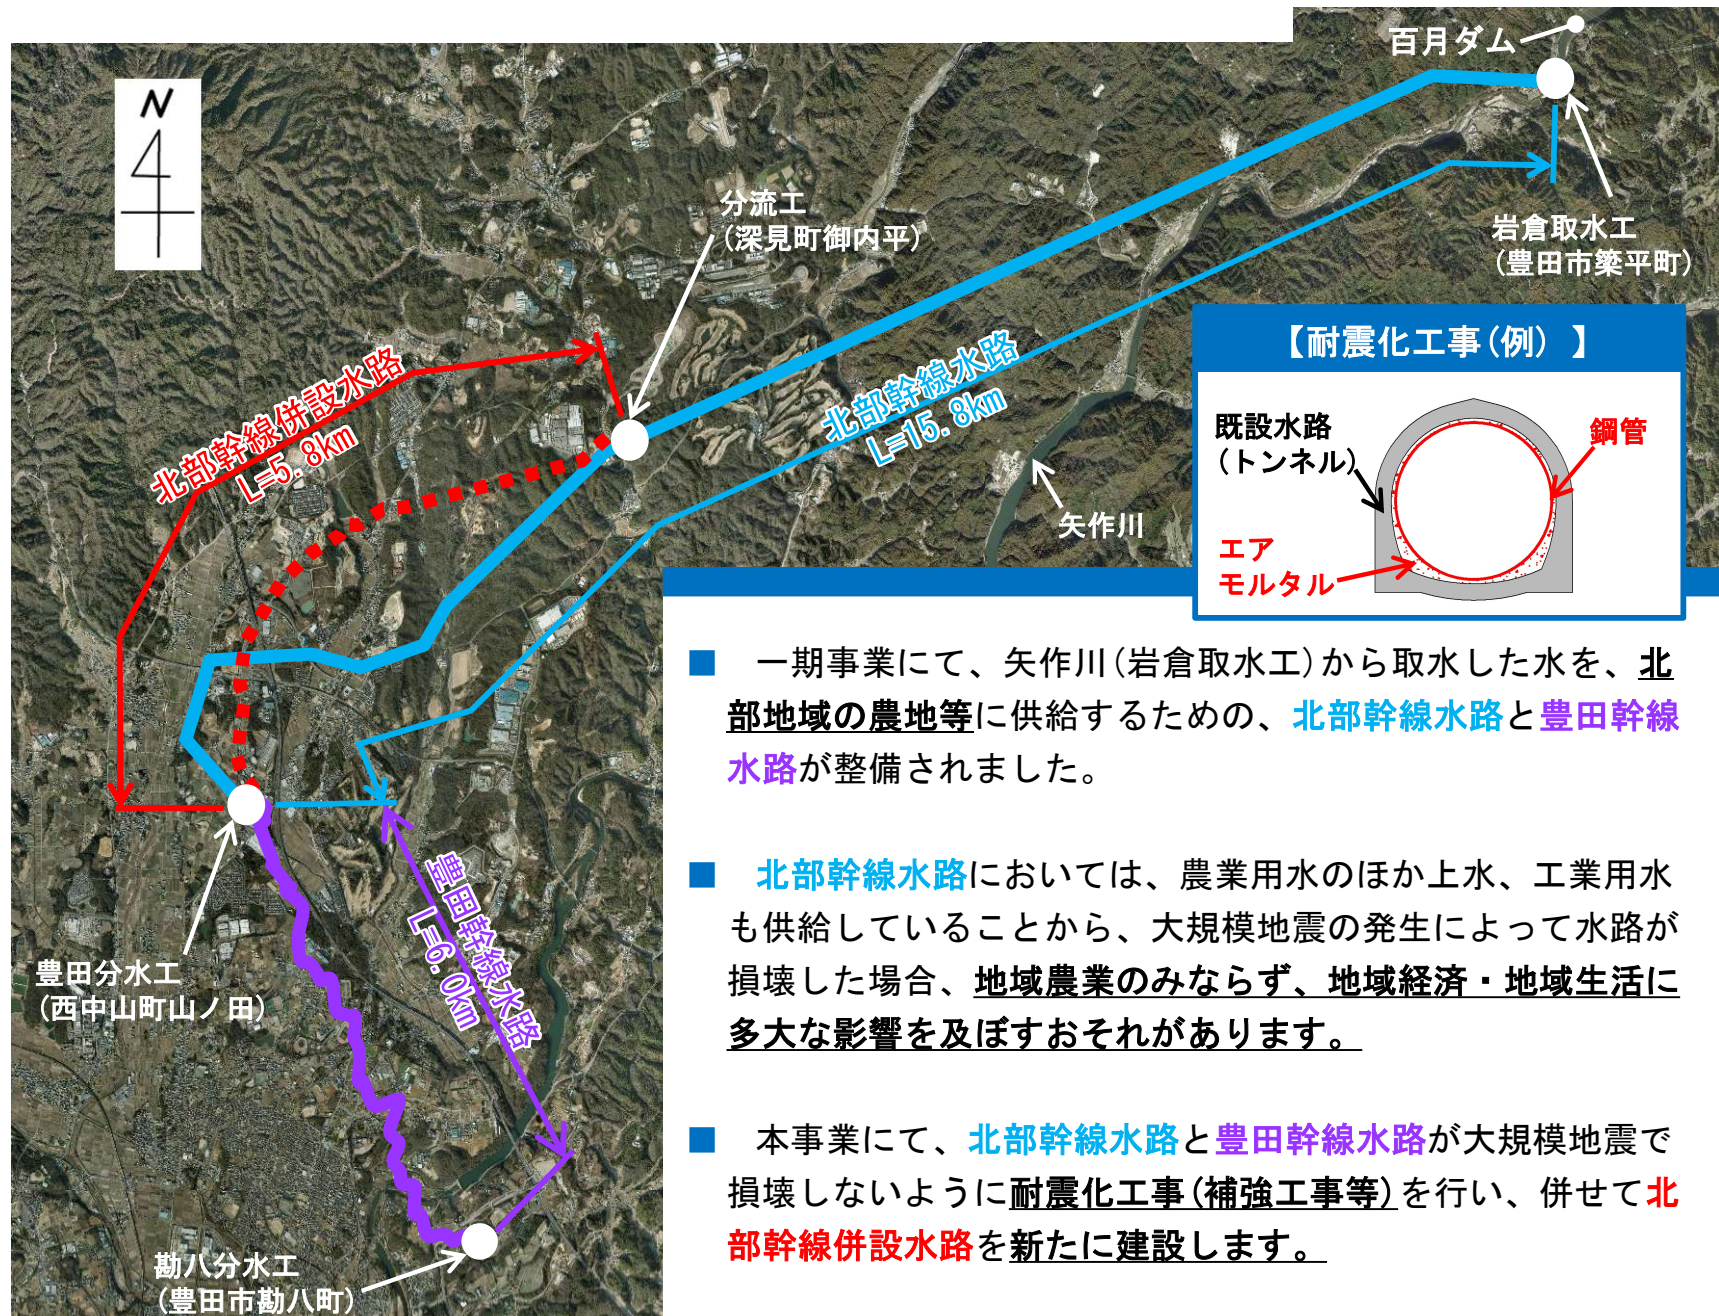 百月ダム
N
分流工
(深見町御内平)
岩倉取水工
(豊田市簗平町)
【耐震化工事(例) 】
既設水路
(トンネル)
鋼管
エア
モルタル
北部幹線併設水路
L=5.8km
北部幹線水路
L=15.8km
矢作川
豊田幹線水路
L=6.0km
豊田分水工
(西中山町山ノ田)
勘八分水工
(豊田市勘八町)
■ 一期事業にて、矢作川(岩倉取水工)から取水した水を、北
部地域の農地等に供給するための、北部幹線水路と豊田幹線
水路が整備されました。
■ 北部幹線水路においては、農業用水のほか上水、工業用水
も供給していることから、大規模地震の発生によって水路が
損壊した場合、地域農業のみならず、地域経済・地域生活に
多大な影響を及ぼすおそれがあります。
■ 本事業にて、北部幹線水路と豊田幹線水路が大規模地震で
損壊しないように耐震化工事(補強工事等)を行い、併せて北
部幹線併設水路を新たに建設します。